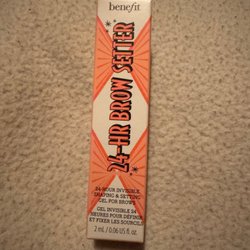 benefit
24-HR BROW SETTER
24-HOUR INVISIBLE
SHAPING & SETTING
GEL FOR BROWS
GEL INVISIBLE 24
HEURES POUR DÉFINIR
ET FIXER LES SOURCILS
2 mL / 0.06 US fl. oz.